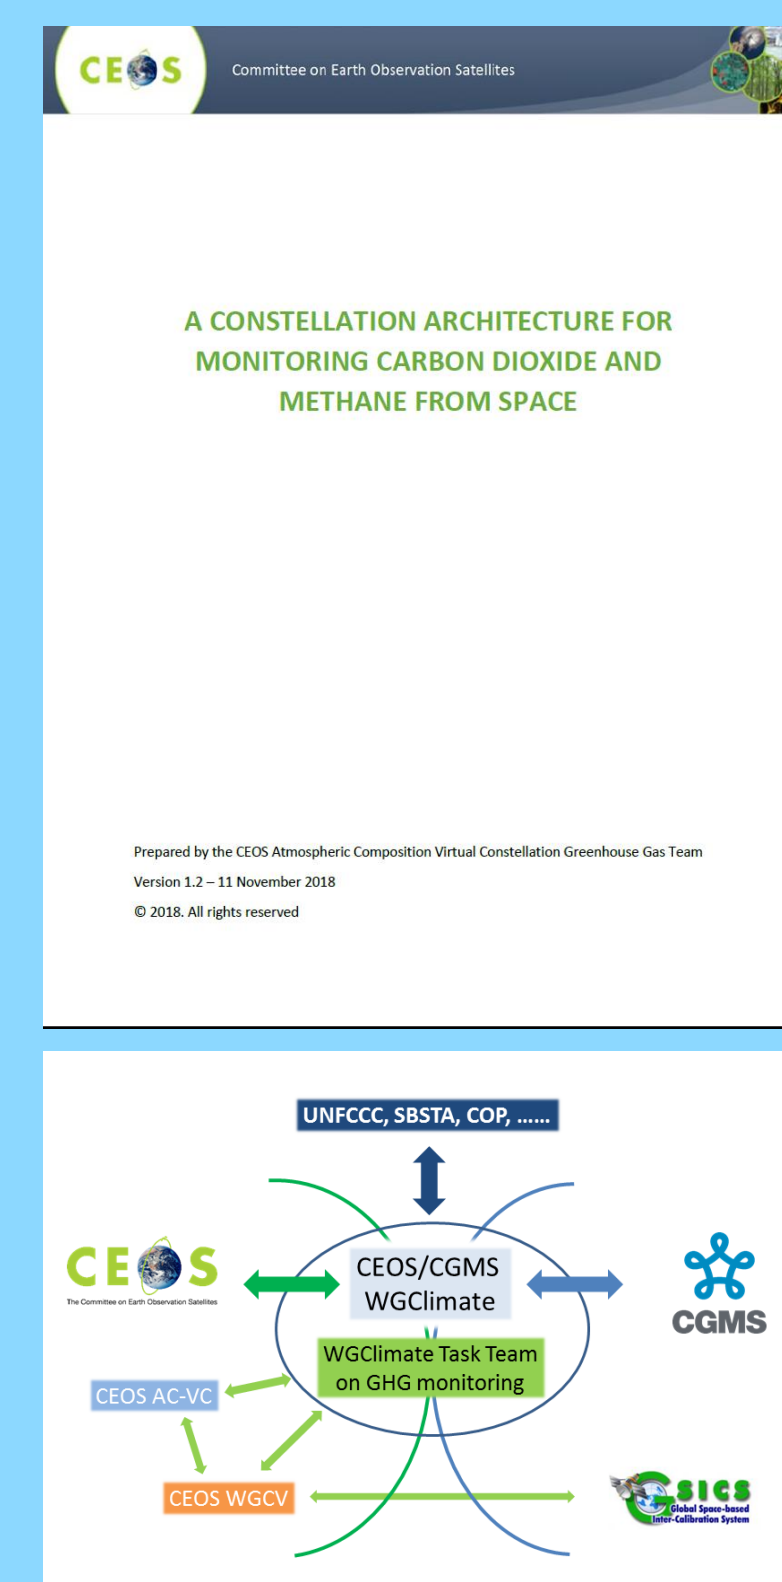 CEOS
Committee on Earth Observation Satellites
A CONSTELLATION ARCHITECTURE FOR
MONITORING CARBON DIOXIDE AND
METHANE FROM SPACE
Prepared by the CEOS Atmospheric Composition Virtual Constellation Greenhouse Gas Team
Version 1.2 – 11 November 2018
© 2018. All rights reserved
UNFCCC, SBSTA, COP, ......
CEOS
The Committee on Earth Observation Satellites
CEOS/CGMS
WGClimate
CGMS
WGClimate Task Team
on GHG monitoring
CEOS AC-VC
CEOS WGCV
GSICS
Global Space-based
Inter-Calibration System